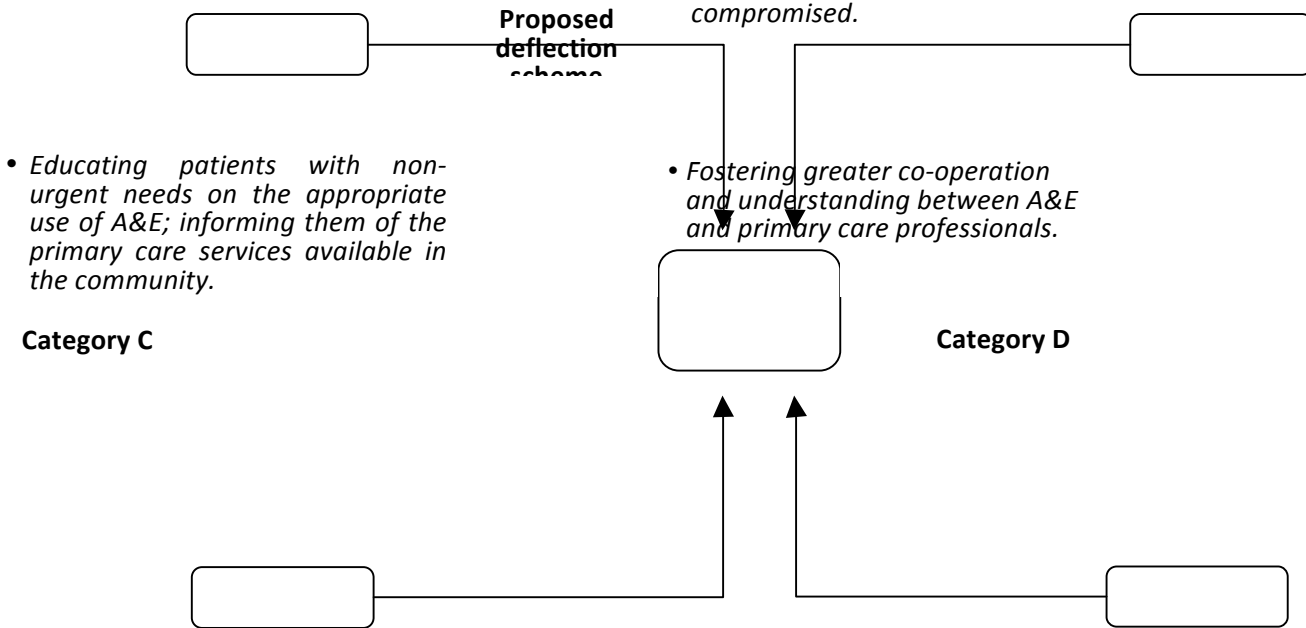 Proposed
deflection
scheme
compromised.
• Educating patients with non-
urgent needs on the appropriate
use of A&E; informing them of the
primary care services available in
the community.
• Fostering greater co-operation
and understanding between A&E
and primary care professionals.
Category C
Category D